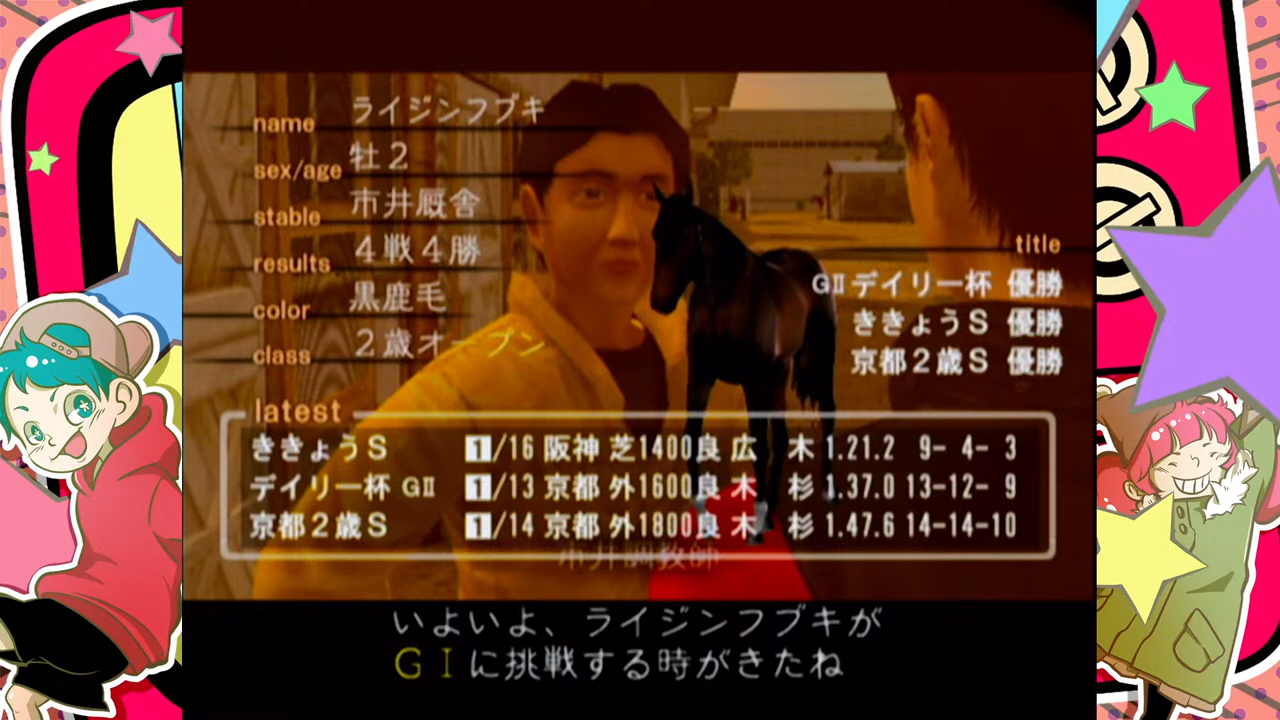 name ライジンフブキ
sex/age 牡２
stable 市井厩舎
results ４戦４勝
color 黒鹿毛
class ２歳オープン
title
GⅡデイリー杯 優勝
ききょうＳ 優勝
京都２歳Ｓ 優勝
latest
ききょうＳ 1/16 阪神 芝1400良 広 木 1.21.2 9- 4- 3
デイリー杯 GⅡ 1/13 京都 外1600良 木 杉 1.37.0 13-12- 9
京都２歳Ｓ 1/14 京都 外1800良 木 杉 1.47.6 14-14-10
市井調教師
いよいよ、ライジンフブキが
ＧⅠに挑戦する時がきたね